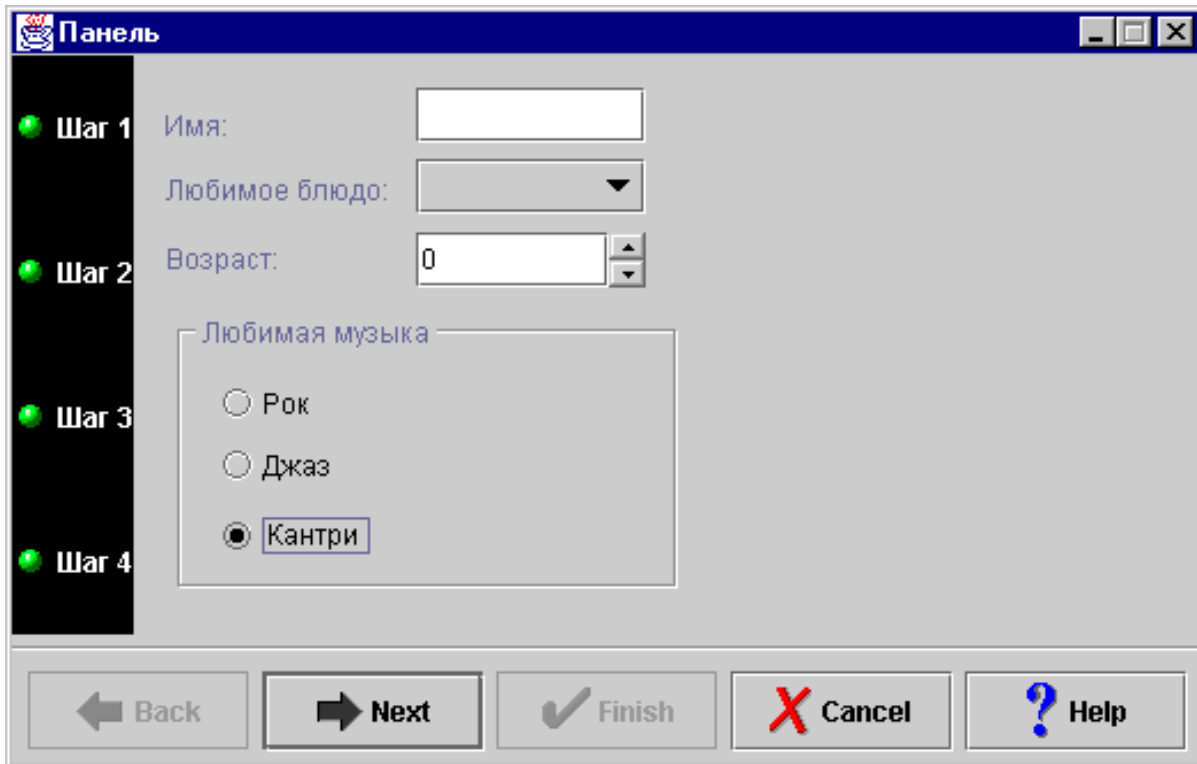 Панель
Шаг 1
Шаг 2
Шаг 3
Шаг 4
Имя:
Любимое блюдо:
Возраст:
0
Любимая музыка
Рок
Джаз
Кантри
Back
Next
Finish
Cancel
Help